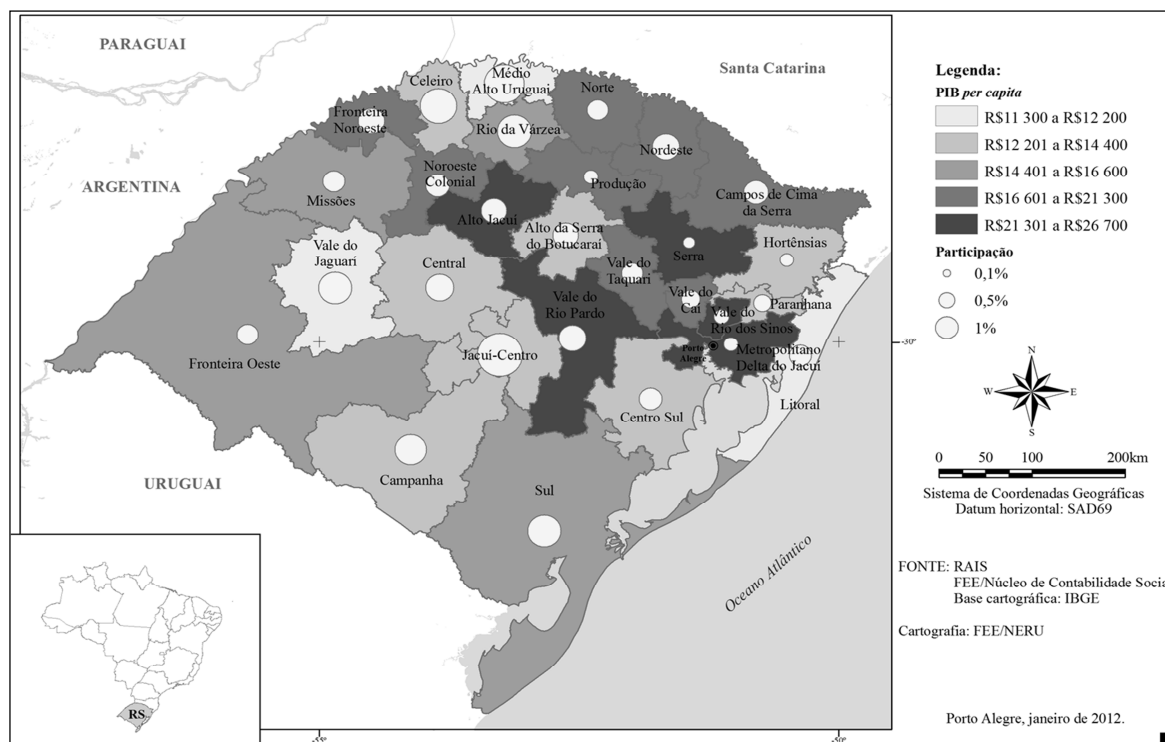 PARAGUAI
Santa Catarina
ARGENTINA
URUGUAI
Oceano Atlântico
Celeiro
Médio
Alto Uruguai
Norte
Fronteira
Noroeste
Rio da Várzea
Nordeste
Noroeste
Colonial
Produção
Missões
Campos de Cima
da Serra
Alto Jacuí
Alto da Serra
do Botucaraí
Hortênsias
Vale do
Jaguari
Central
Serra
Vale do
Taquari
Vale do
Caí
Paranhana
Vale do
Rio Pardo
Vale do
Rio dos Sinos
Fronteira Oeste
Jacuí-Centro
Porto
Alegre
Metropolitano
Delta do Jacuí
Centro Sul
Litoral
Campanha
Sul
-30°
-55°
-50°
RS
Legenda:
PIB per capita
R$11 300 a R$12 200
R$12 201 a R$14 400
R$14 401 a R$16 600
R$16 601 a R$21 300
R$21 301 a R$26 700
Participação
0,1%
0,5%
1%
N
W
E
S
0 50 100 200km
Sistema de Coordenadas Geográficas
Datum horizontal: SAD69
FONTE: RAIS
FEE/Núcleo de Contabilidade Socia
Base cartográfica: IBGE
Cartografia: FEE/NERU
Porto Alegre, janeiro de 2012.